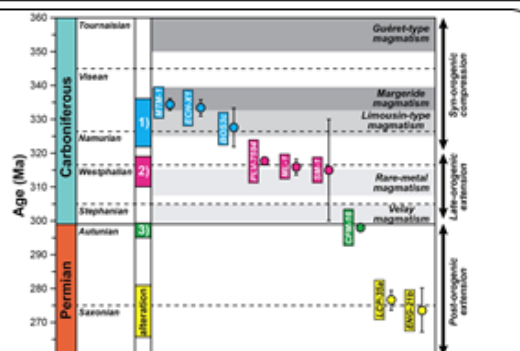 360
350
340
330
320
310
300
290
280
270
Age (Ma)
Carboniferous
Permian
Tournaisian
Visean
Namurian
Westphalian
Stephanian
Autunian
Saxonian
1)
2)
3)
alteration
Guéret-type
magmatism
Margeride
magmatism
Limousin-type
magmatism
Rare-metal
magmatism
Velay
magmatism
Syn-orogenic
compression
Late-orogenic
extension
Post-orogenic
extension